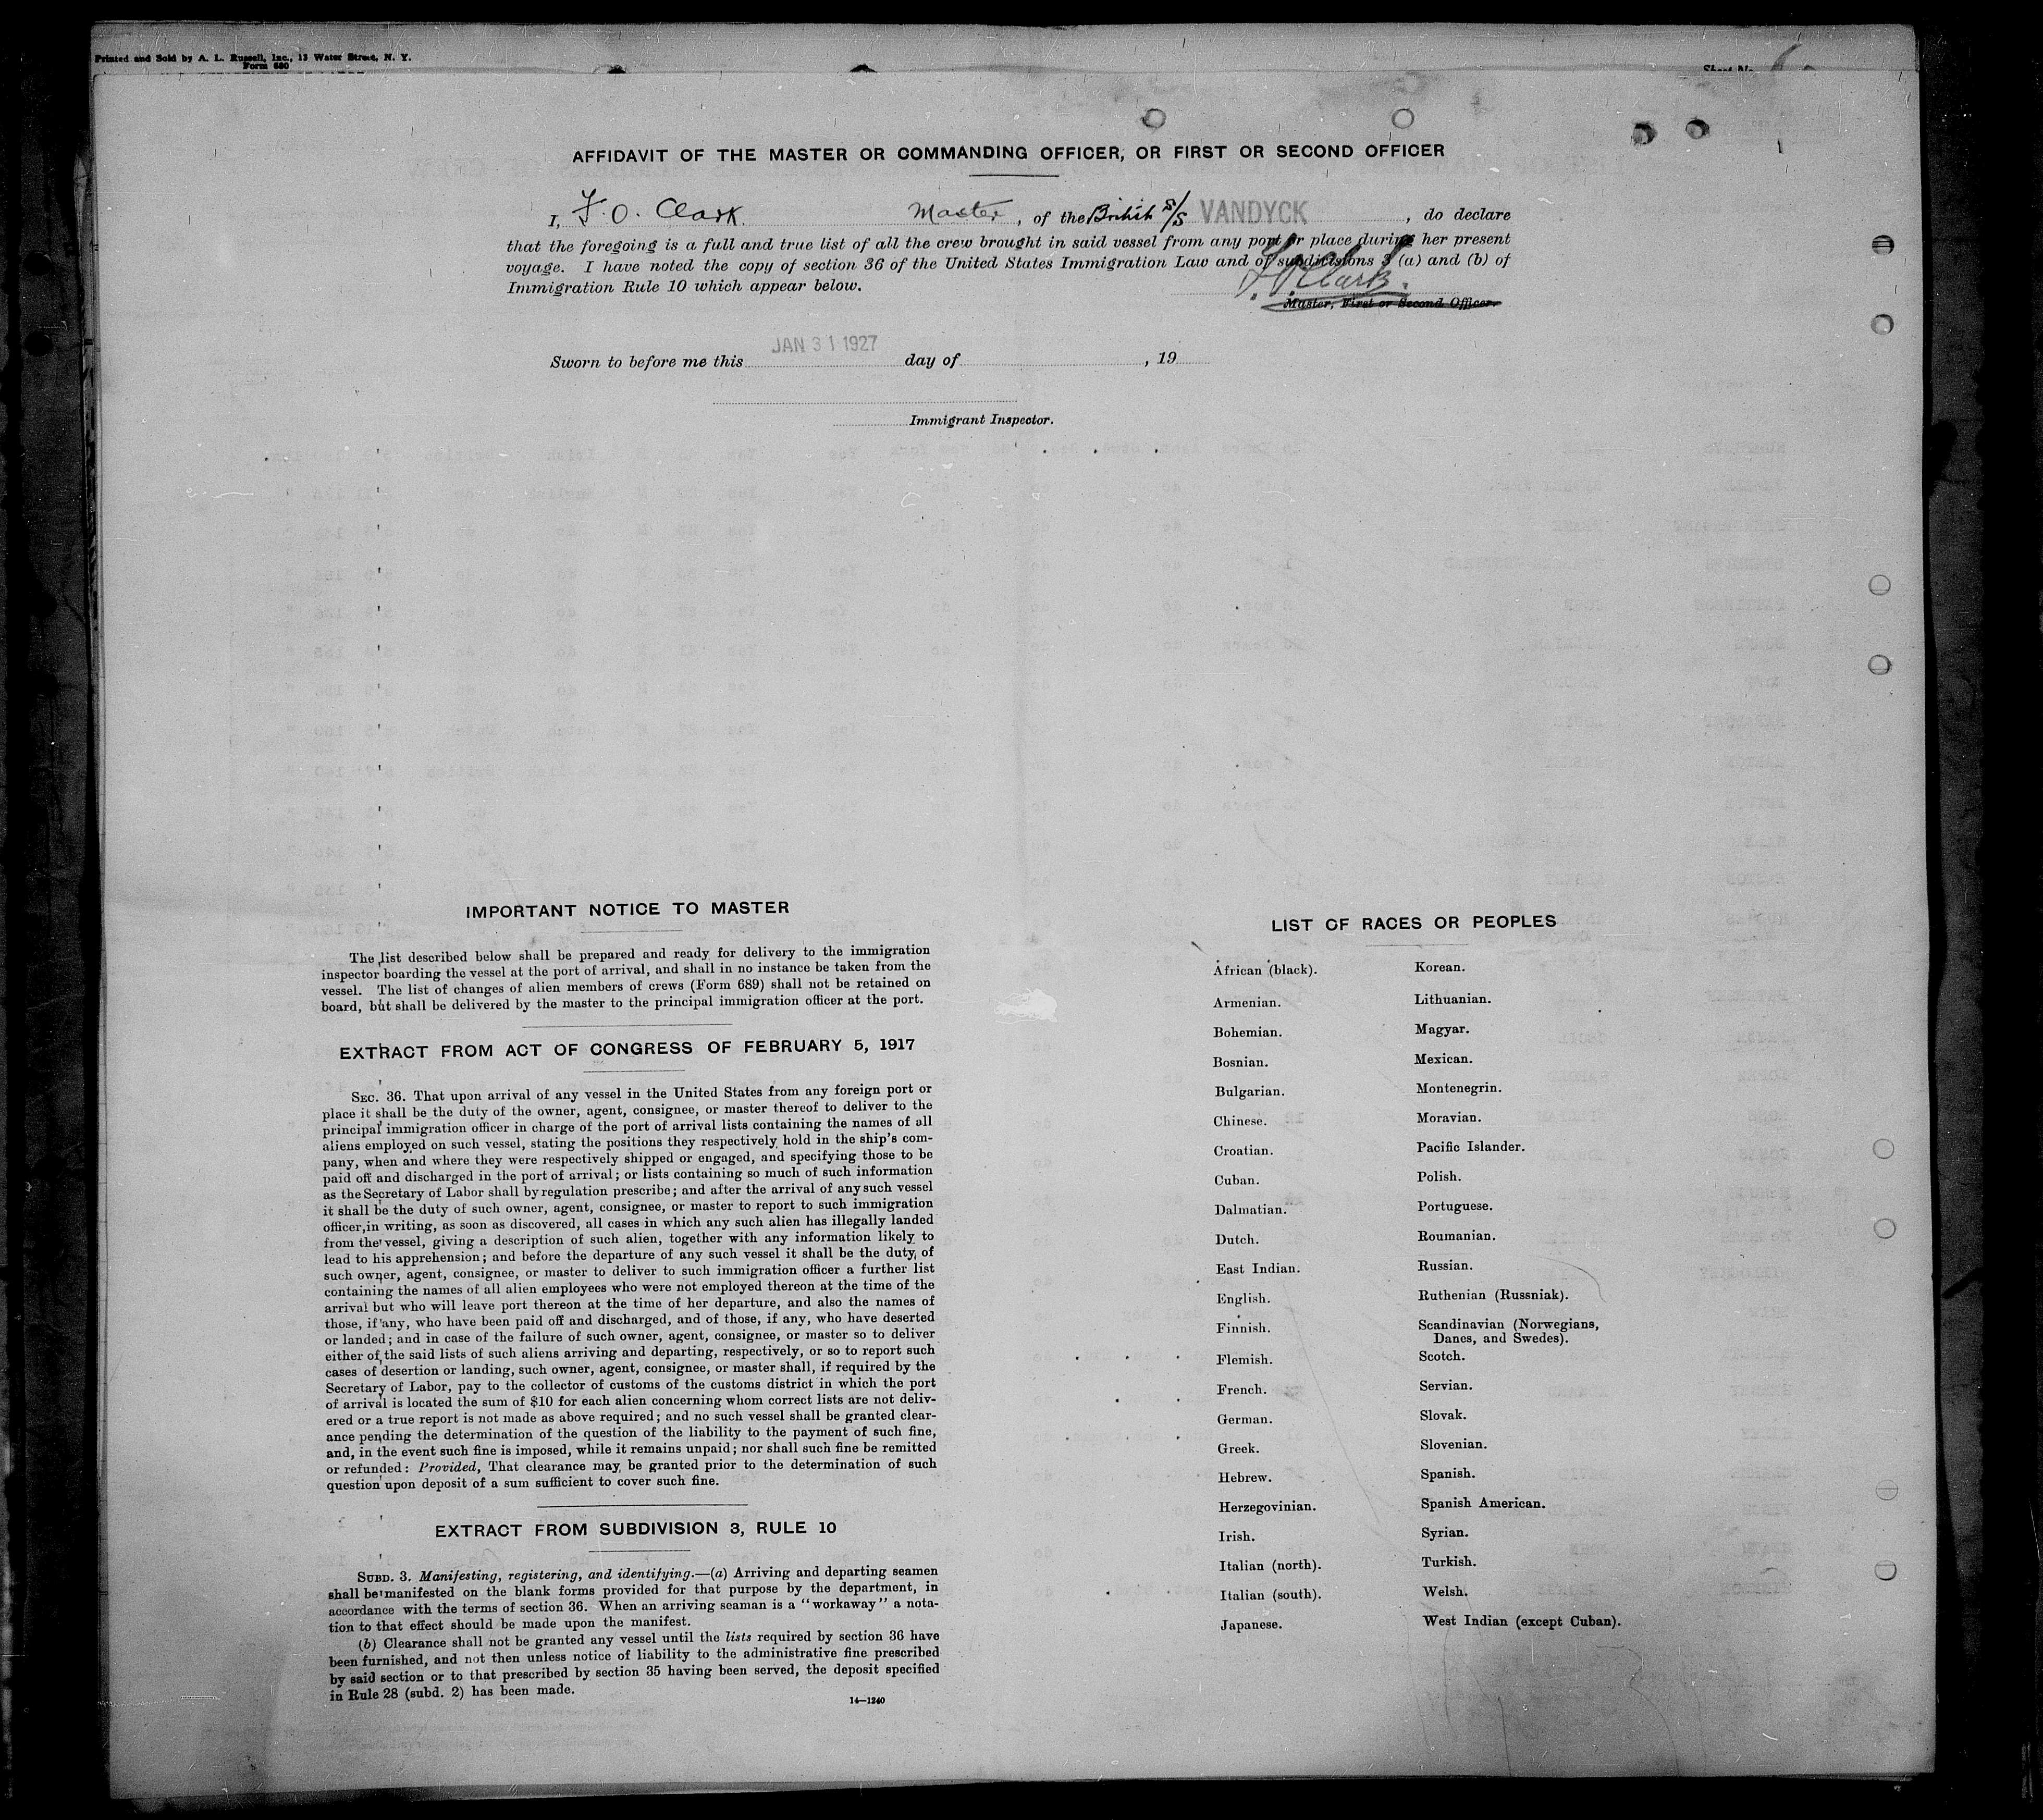 Printed and Sold by A. L. Russell, Inc., 13 Water Street, N. Y.
Form 680
Sheet No. 6
AFFIDAVIT OF THE MASTER OR COMMANDING OFFICER, OR FIRST OR SECOND OFFICER
I, F. O. Clark Master, of the British S/S VANDYCK, do declare
that the foregoing is a full and true list of all the crew brought in said vessel from any port or place during her present
voyage. I have noted the copy of section 36 of the United States Immigration Law and of subdivisions 3 (a) and (b) of
Immigration Rule 10 which appear below.
F. O. Clark.
Master, First or Second Officer.
JAN 31 1927
Sworn to before me this day of , 19
Immigrant Inspector.
IMPORTANT NOTICE TO MASTER
The list described below shall be prepared and ready for delivery to the immigration
inspector boarding the vessel at the port of arrival, and shall in no instance be taken from the
vessel. The list of changes of alien members of crews (Form 689) shall not be retained on
board, but shall be delivered by the master to the principal immigration officer at the port.
EXTRACT FROM ACT OF CONGRESS OF FEBRUARY 5, 1917
SEC. 36. That upon arrival of any vessel in the United States from any foreign port or
place it shall be the duty of the owner, agent, consignee, or master thereof to deliver to the
principal immigration officer in charge of the port of arrival lists containing the names of all
aliens employed on such vessel, stating the positions they respectively hold in the ship's com-
pany, when and where they were respectively shipped or engaged, and specifying those to be
paid off and discharged in the port of arrival; or lists containing so much of such information
as the Secretary of Labor shall by regulation prescribe; and after the arrival of any such vessel
it shall be the duty of such owner, agent, consignee, or master to report to such immigration
officer, in writing, as soon as discovered, all cases in which any such alien has illegally landed
from the vessel, giving a description of such alien, together with any information likely to
lead to his apprehension; and before the departure of any such vessel it shall be the duty of
such owner, agent, consignee, or master to deliver to such immigration officer a further list
containing the names of all alien employees who were not employed thereon at the time of the
arrival but who will leave port thereon at the time of her departure, and also the names of
those, if any, who have been paid off and discharged, and of those, if any, who have deserted
or landed; and in case of the failure of such owner, agent, consignee, or master so to deliver
either of the said lists of such aliens arriving and departing, respectively, or so to report such
cases of desertion or landing, such owner, agent, consignee, or master shall, if required by the
Secretary of Labor, pay to the collector of customs of the customs district in which the port
of arrival is located the sum of $10 for each alien concerning whom correct lists are not deliv-
ered or a true report is not made as above required; and no such vessel shall be granted clear-
ance pending the determination of the question of the liability to the payment of such fine,
and, in the event such fine is imposed, while it remains unpaid; nor shall such fine be remitted
or refunded: Provided, That clearance may be granted prior to the determination of such
question upon deposit of a sum sufficient to cover such fine.
EXTRACT FROM SUBDIVISION 3, RULE 10
SUBD. 3. Manifesting, registering, and identifying.—(a) Arriving and departing seamen
shall be manifested on the blank forms provided for that purpose by the department, in
accordance with the terms of section 36. When an arriving seaman is a "workaway" a nota-
tion to that effect should be made upon the manifest.
(b) Clearance shall not be granted any vessel until the lists required by section 36 have
been furnished, and not then unless notice of liability to the administrative fine prescribed
by said section or to that prescribed by section 35 having been served, the deposit specified
in Rule 28 (subd. 2) has been made.
14—1240
LIST OF RACES OR PEOPLES
African (black).
Armenian.
Bohemian.
Bosnian.
Bulgarian.
Chinese.
Croatian.
Cuban.
Dalmatian.
Dutch.
East Indian.
English.
Finnish.
Flemish.
French.
German.
Greek.
Hebrew.
Herzegovinian.
Irish.
Italian (north).
Italian (south).
Japanese.
Korean.
Lithuanian.
Magyar.
Mexican.
Montenegrin.
Moravian.
Pacific Islander.
Polish.
Portuguese.
Roumanian.
Russian.
Ruthenian (Russniak).
Scandinavian (Norwegians,
Danes, and Swedes).
Scotch.
Servian.
Slovak.
Slovenian.
Spanish.
Spanish American.
Syrian.
Turkish.
Welsh.
West Indian (except Cuban).